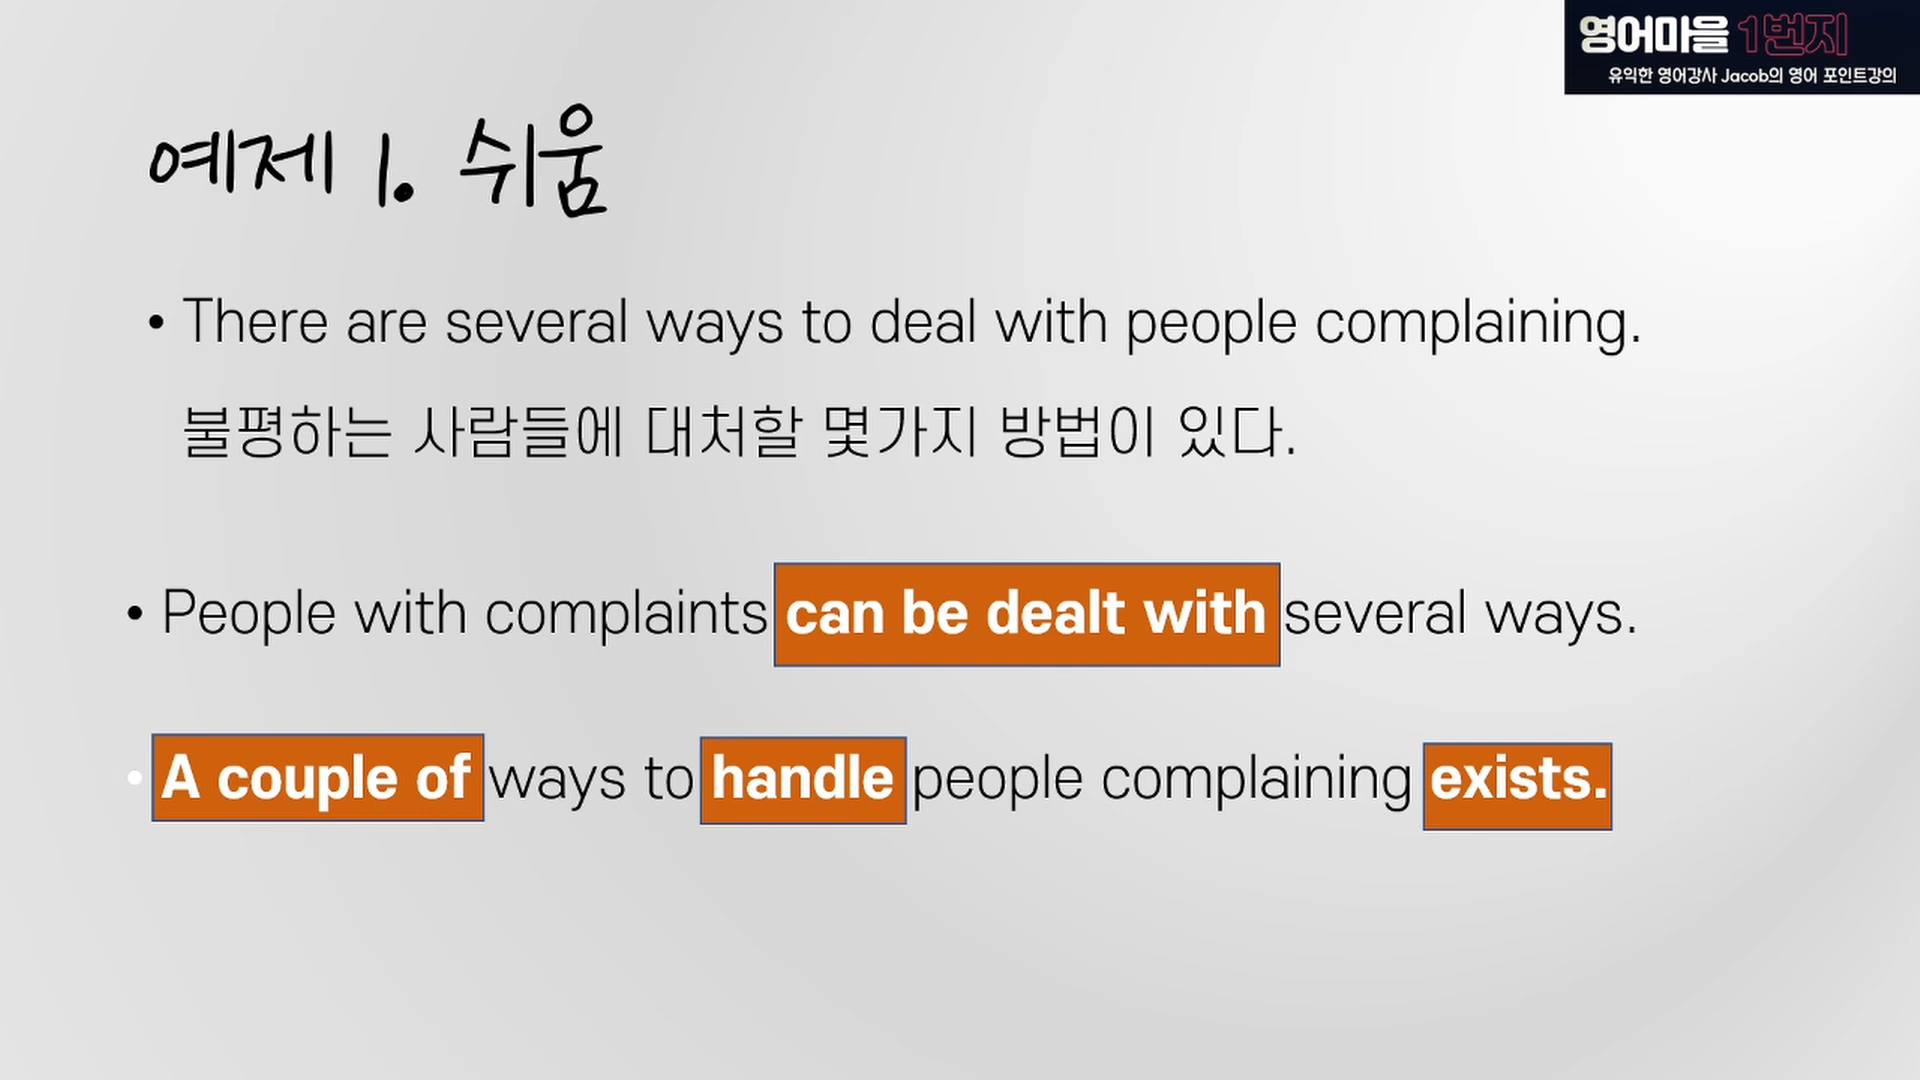 영어마을 1번지
유익한 영어강사 Jacob의 영어 포인트강의
예제 1. 쉬움
• There are several ways to deal with people complaining.
불평하는 사람들에 대처할 몇가지 방법이 있다.
• People with complaints can be dealt with several ways.
• A couple of ways to handle people complaining exists.